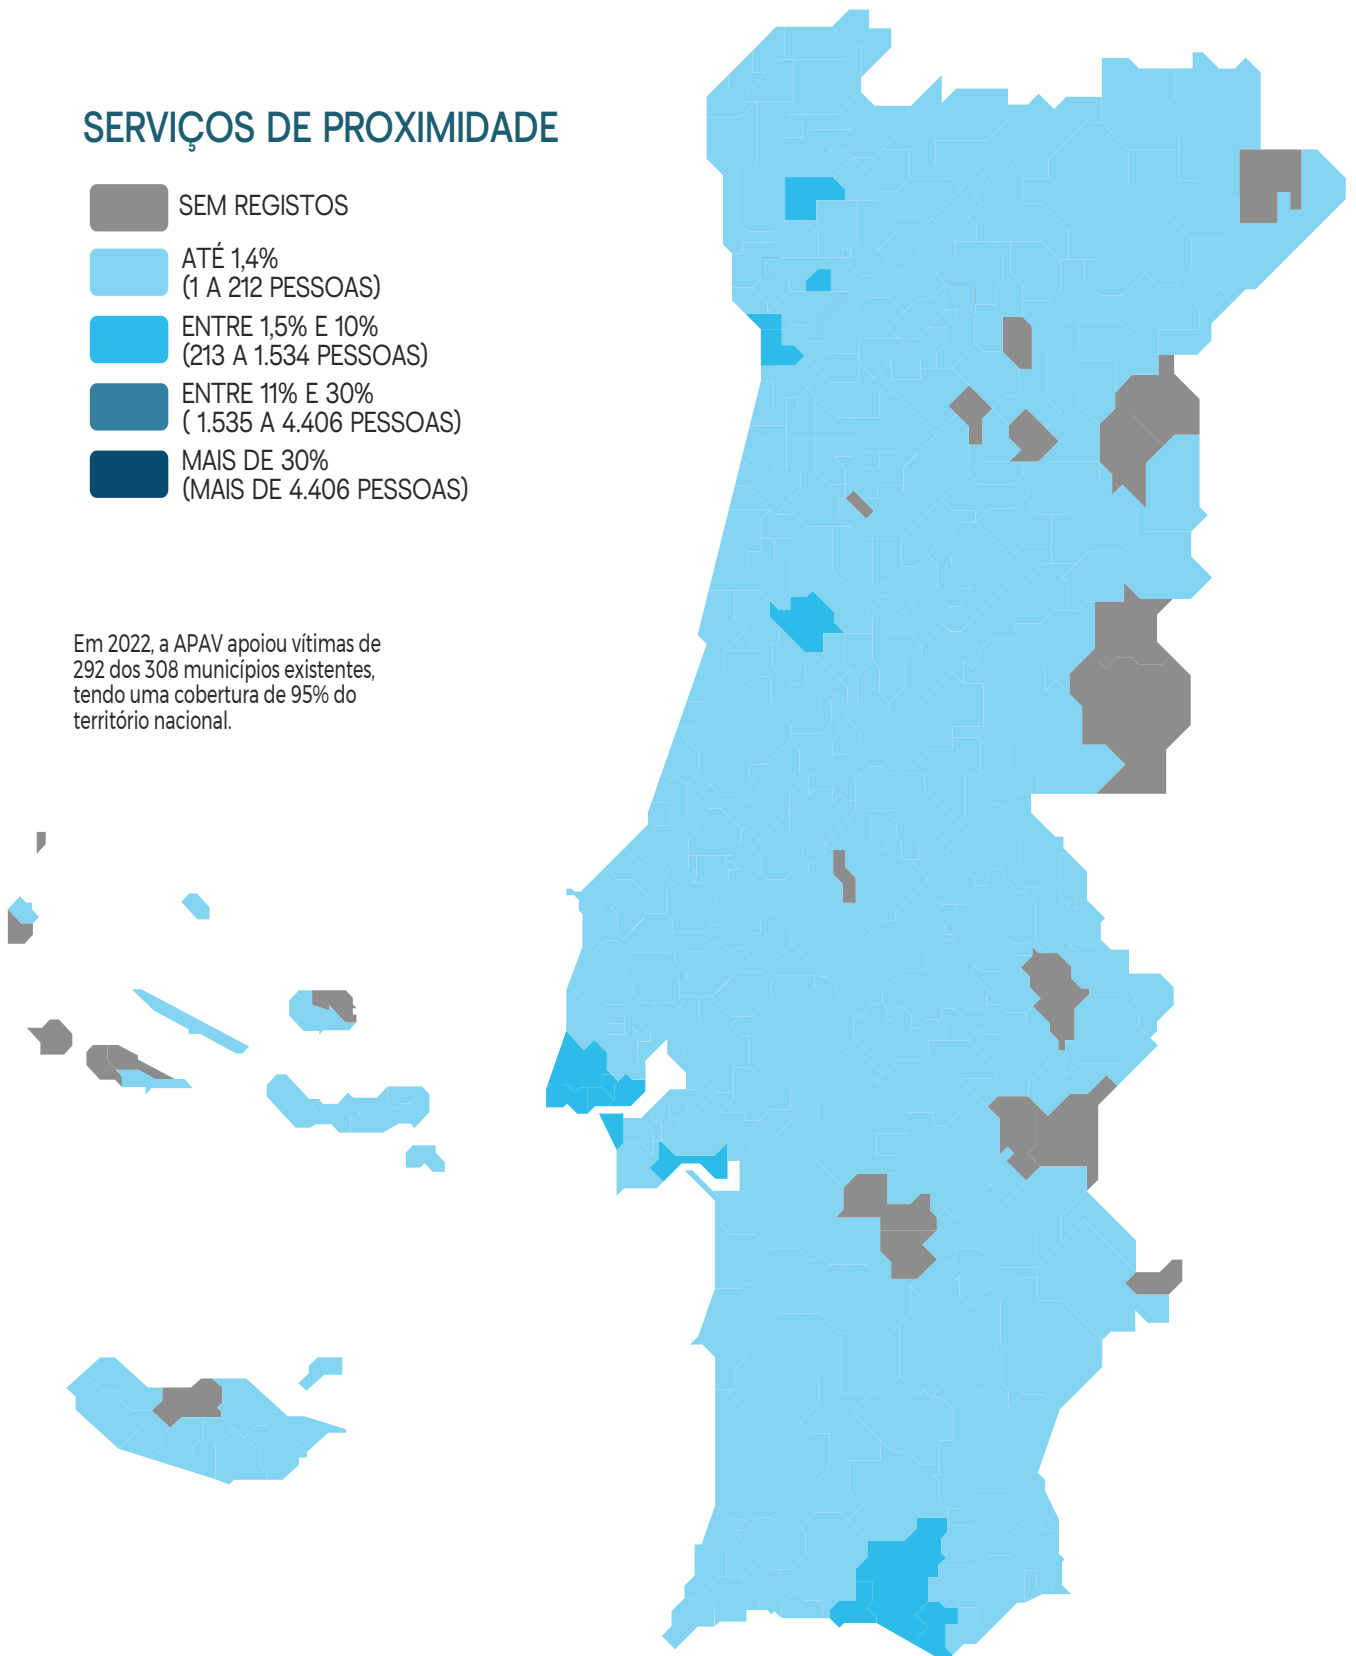 SERVIÇOS DE PROXIMIDADE
SEM REGISTOS
ATÉ 1,4%
(1 A 212 PESSOAS)
ENTRE 1,5% E 10%
(213 A 1.534 PESSOAS)
ENTRE 11% E 30%
( 1.535 A 4.406 PESSOAS)
MAIS DE 30%
(MAIS DE 4.406 PESSOAS)
Em 2022, a APAV apoiou vítimas de
292 dos 308 municípios existentes,
tendo uma cobertura de 95% do
território nacional.